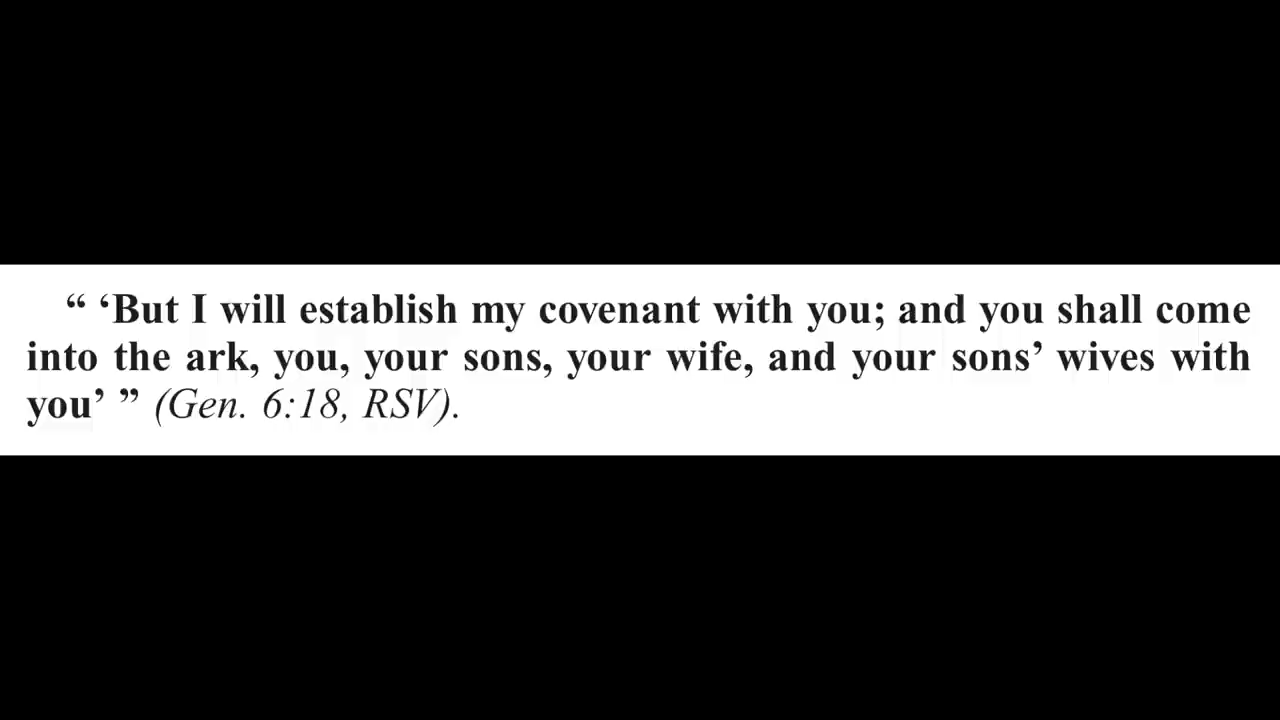 “ ‘But I will establish my covenant with you; and you shall come
into the ark, you, your sons, your wife, and your sons’ wives with
you’ ” (Gen. 6:18, RSV).